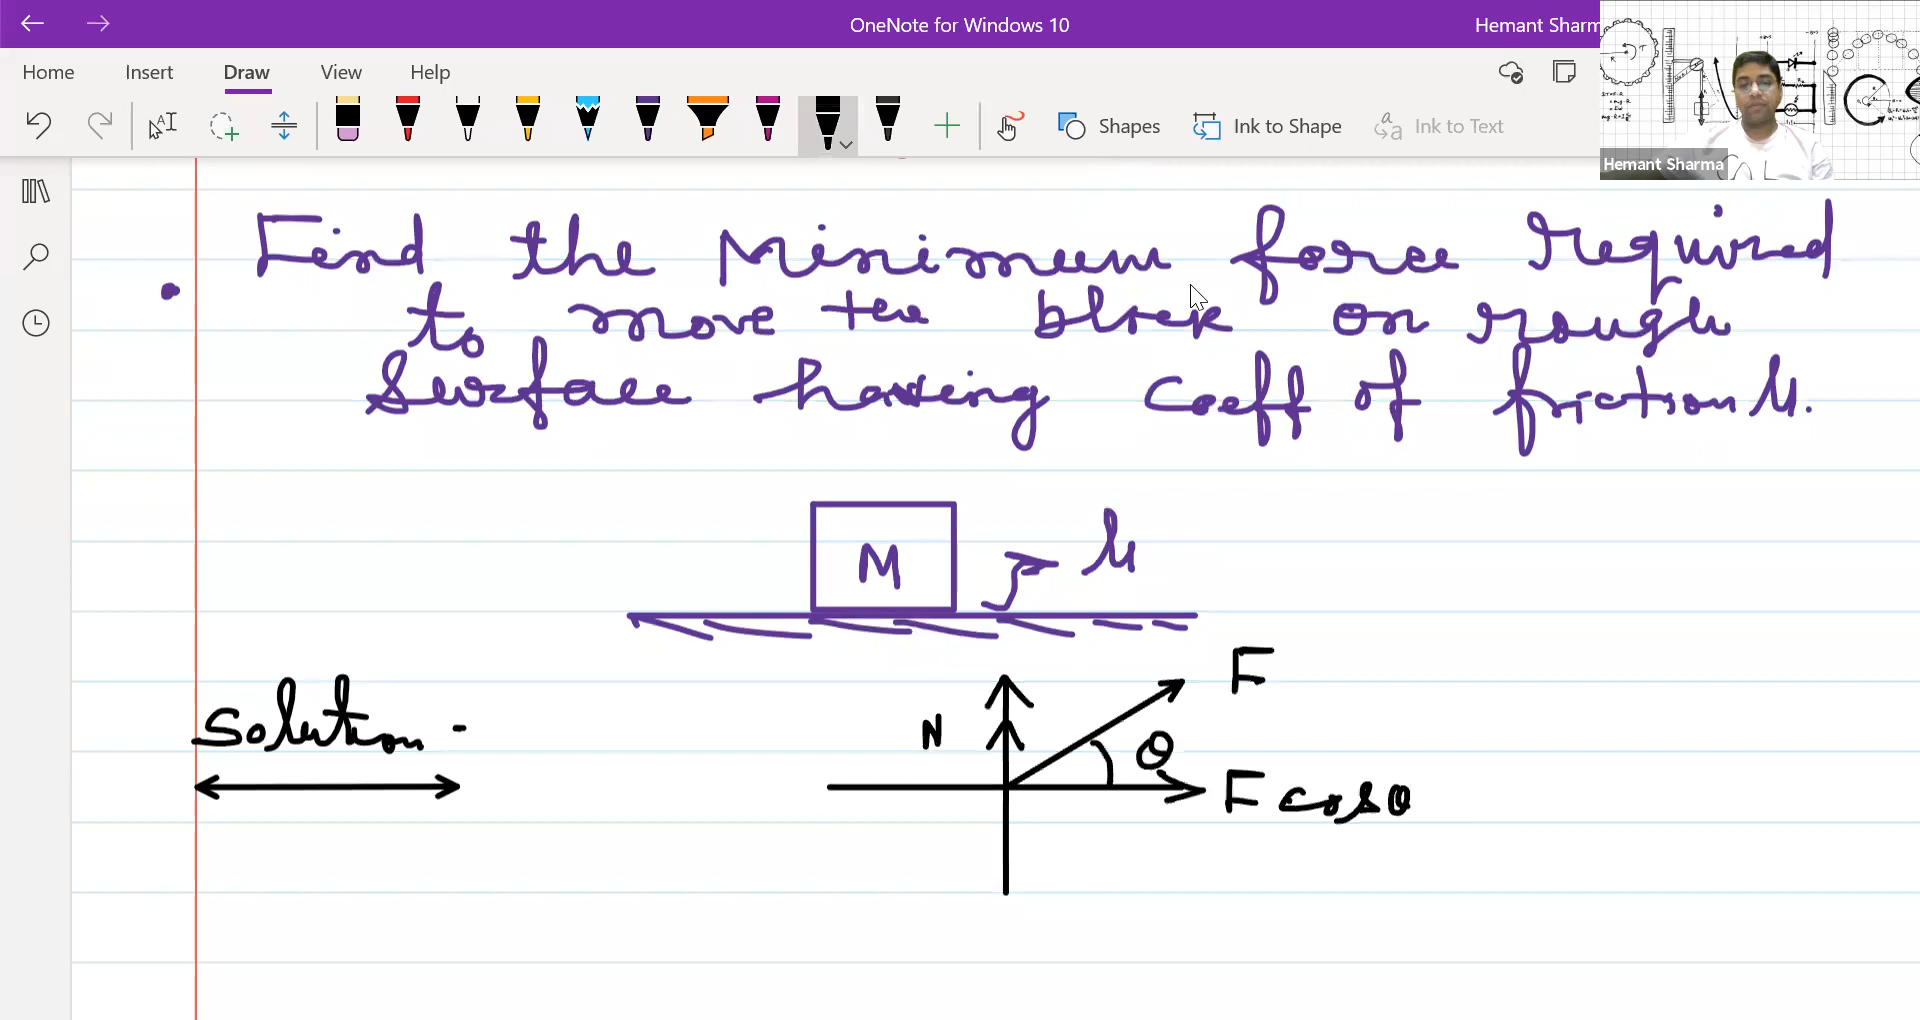 OneNote for Windows 10
Hemant Sharm
Home Insert Draw View Help
Shapes Ink to Shape Ink to Text
Hemant Sharma
Find the Minimum force required
to move the block on rough
Surface having Coeff of friction μ.
M
μ
Solution -
N
F
θ
F cosθ